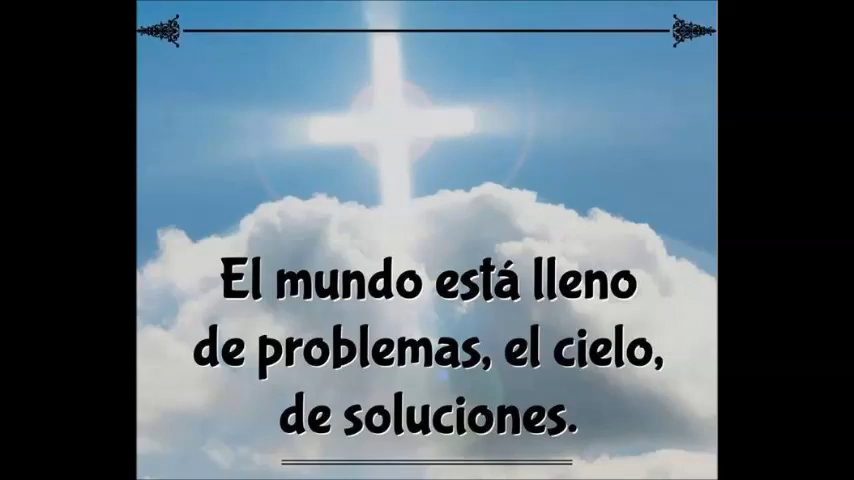 El mundo está lleno
de problemas, el cielo,
de soluciones.